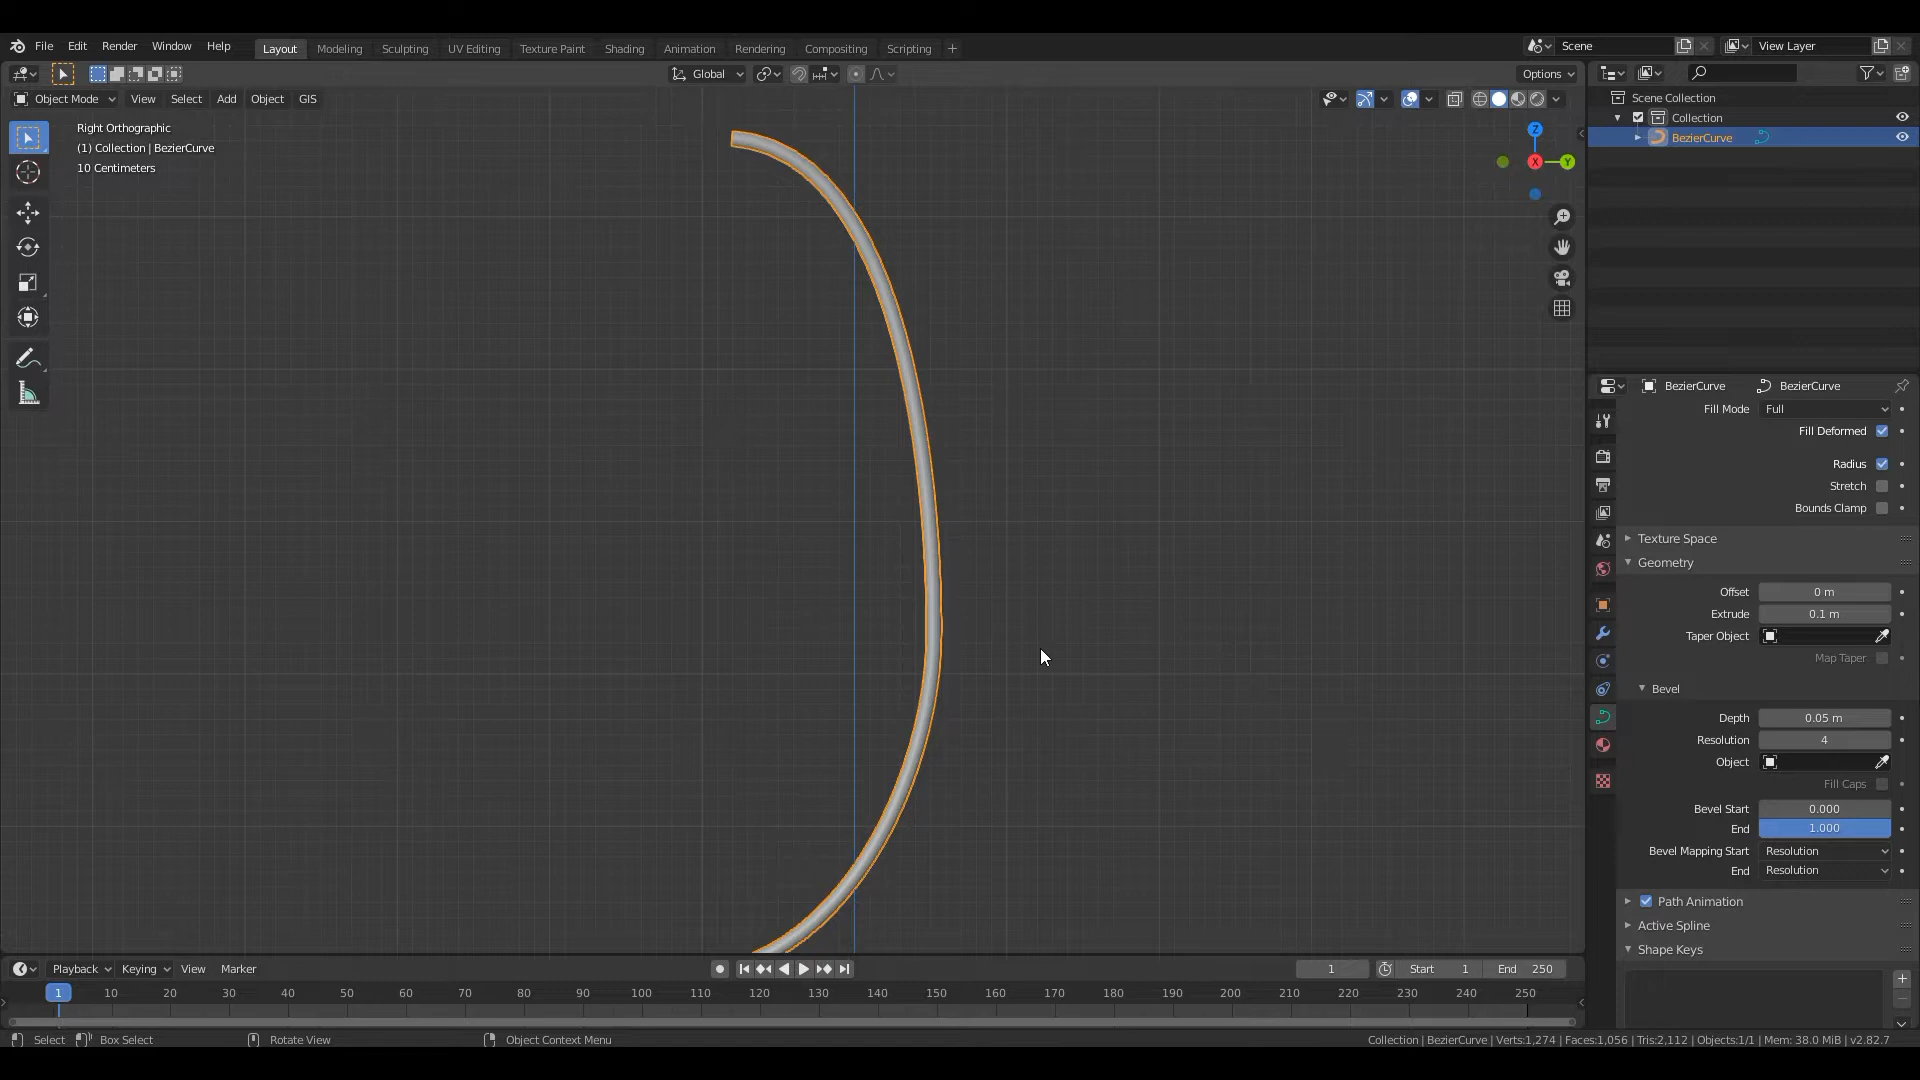 File Edit Render Window Help
Layout Modeling Sculpting UV Editing Texture Paint Shading Animation Rendering Compositing Scripting +
Scene
View Layer
Global
Options
Object Mode View Select Add Object GIS
Right Orthographic
(1) Collection | BezierCurve
10 Centimeters
Z
X
Y
Scene Collection
Collection
BezierCurve
BezierCurve BezierCurve
Fill Mode Full
Fill Deformed
Radius
Stretch
Bounds Clamp
Texture Space
Geometry
Offset 0 m
Extrude 0.1 m
Taper Object
Map Taper
Bevel
Depth 0.05 m
Resolution 4
Object
Fill Caps
Bevel Start 0.000
End 1.000
Bevel Mapping Start Resolution
End Resolution
Path Animation
Active Spline
Shape Keys
Playback Keying View Marker
1 Start 1 End 250
1 10 20 30 40 50 60 70 80 90 100 110 120 130 140 150 160 170 180 190 200 210 220 230 240 250
Select Box Select Rotate View Object Context Menu
Collection | BezierCurve | Verts:1,274 | Faces:1,056 | Tris:2,112 | Objects:1/1 | Mem: 38.0 MiB | v2.82.7